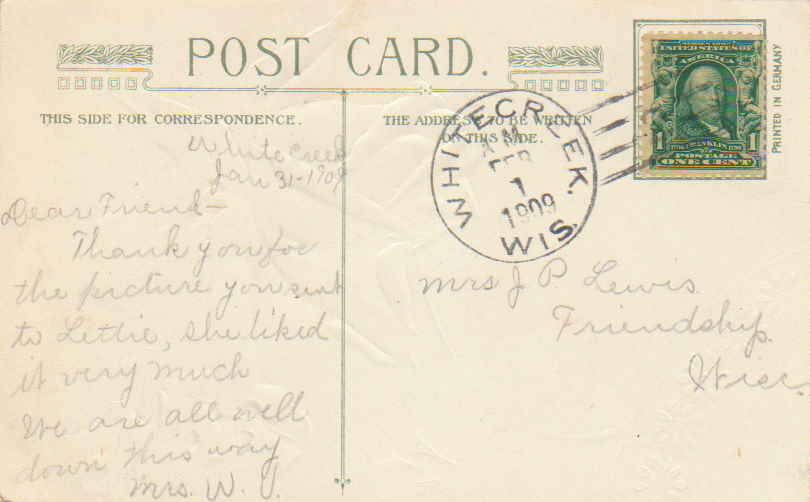 POST CARD.
THIS SIDE FOR CORRESPONDENCE.
THE ADDRESS TO BE WRITTEN
ON THIS SIDE.
PRINTED IN GERMANY
UNITED STATES OF
AMERICA
1 FRANKLIN 1
POSTAGE
ONE CENT
WHITECREEK.
FEB
1
1909
WIS.
White Creek
Jan 31-1909
Dear Friend-
Thank you for
the picture you sent
to Lettie, she liked
it very much
We are all well
down this way
Mrs. W.
Mrs J P Lewis
Friendship.
Wisc.